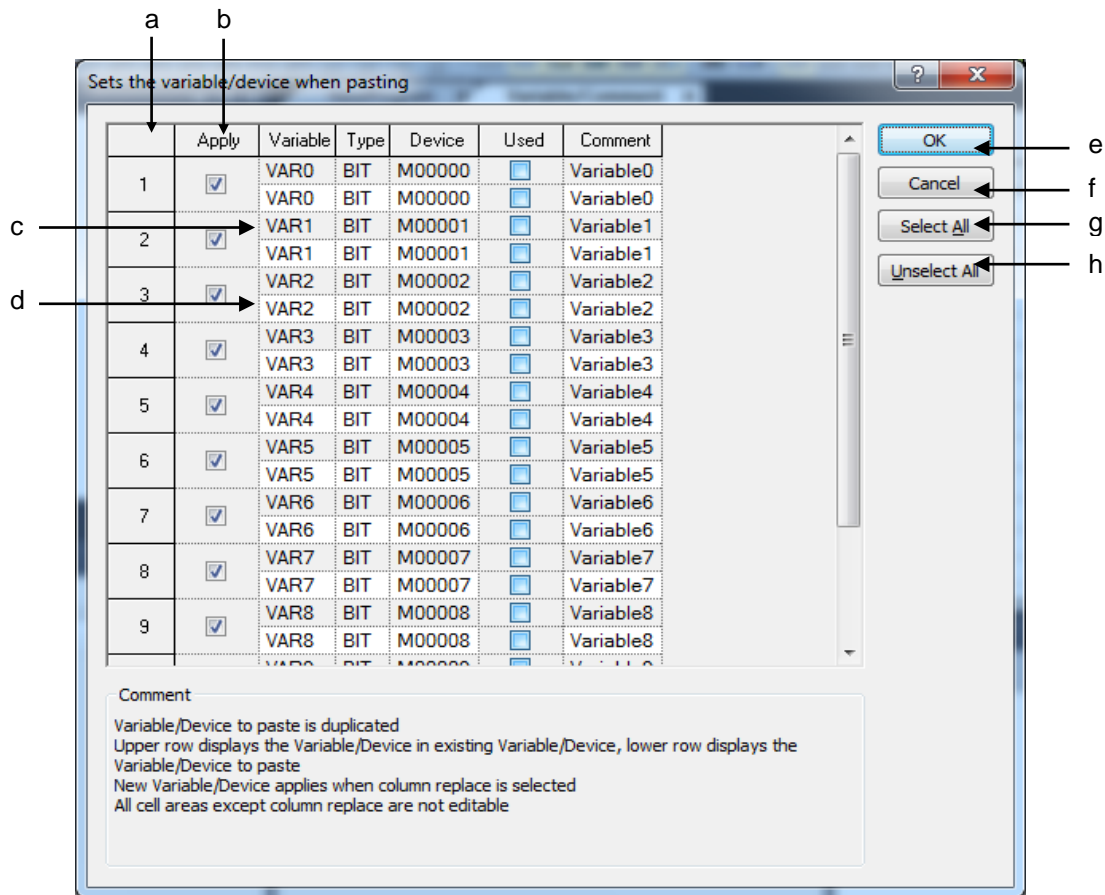 a b
Sets the variable/device when pasting
Apply Variable Type Device Used Comment
1 VAR0 BIT M00000 Variable0
VAR0 BIT M00000 Variable0
c 2 VAR1 BIT M00001 Variable1
VAR1 BIT M00001 Variable1
d 3 VAR2 BIT M00002 Variable2
VAR2 BIT M00002 Variable2
4 VAR3 BIT M00003 Variable3
VAR3 BIT M00003 Variable3
5 VAR4 BIT M00004 Variable4
VAR4 BIT M00004 Variable4
6 VAR5 BIT M00005 Variable5
VAR5 BIT M00005 Variable5
7 VAR6 BIT M00006 Variable6
VAR6 BIT M00006 Variable6
8 VAR7 BIT M00007 Variable7
VAR7 BIT M00007 Variable7
9 VAR8 BIT M00008 Variable8
VAR8 BIT M00008 Variable8
OK e
Cancel f
Select All g
Unselect All h
Comment
Variable/Device to paste is duplicated
Upper row displays the Variable/Device in existing Variable/Device, lower row displays the
Variable/Device to paste
New Variable/Device applies when column replace is selected
All cell areas except column replace are not editable